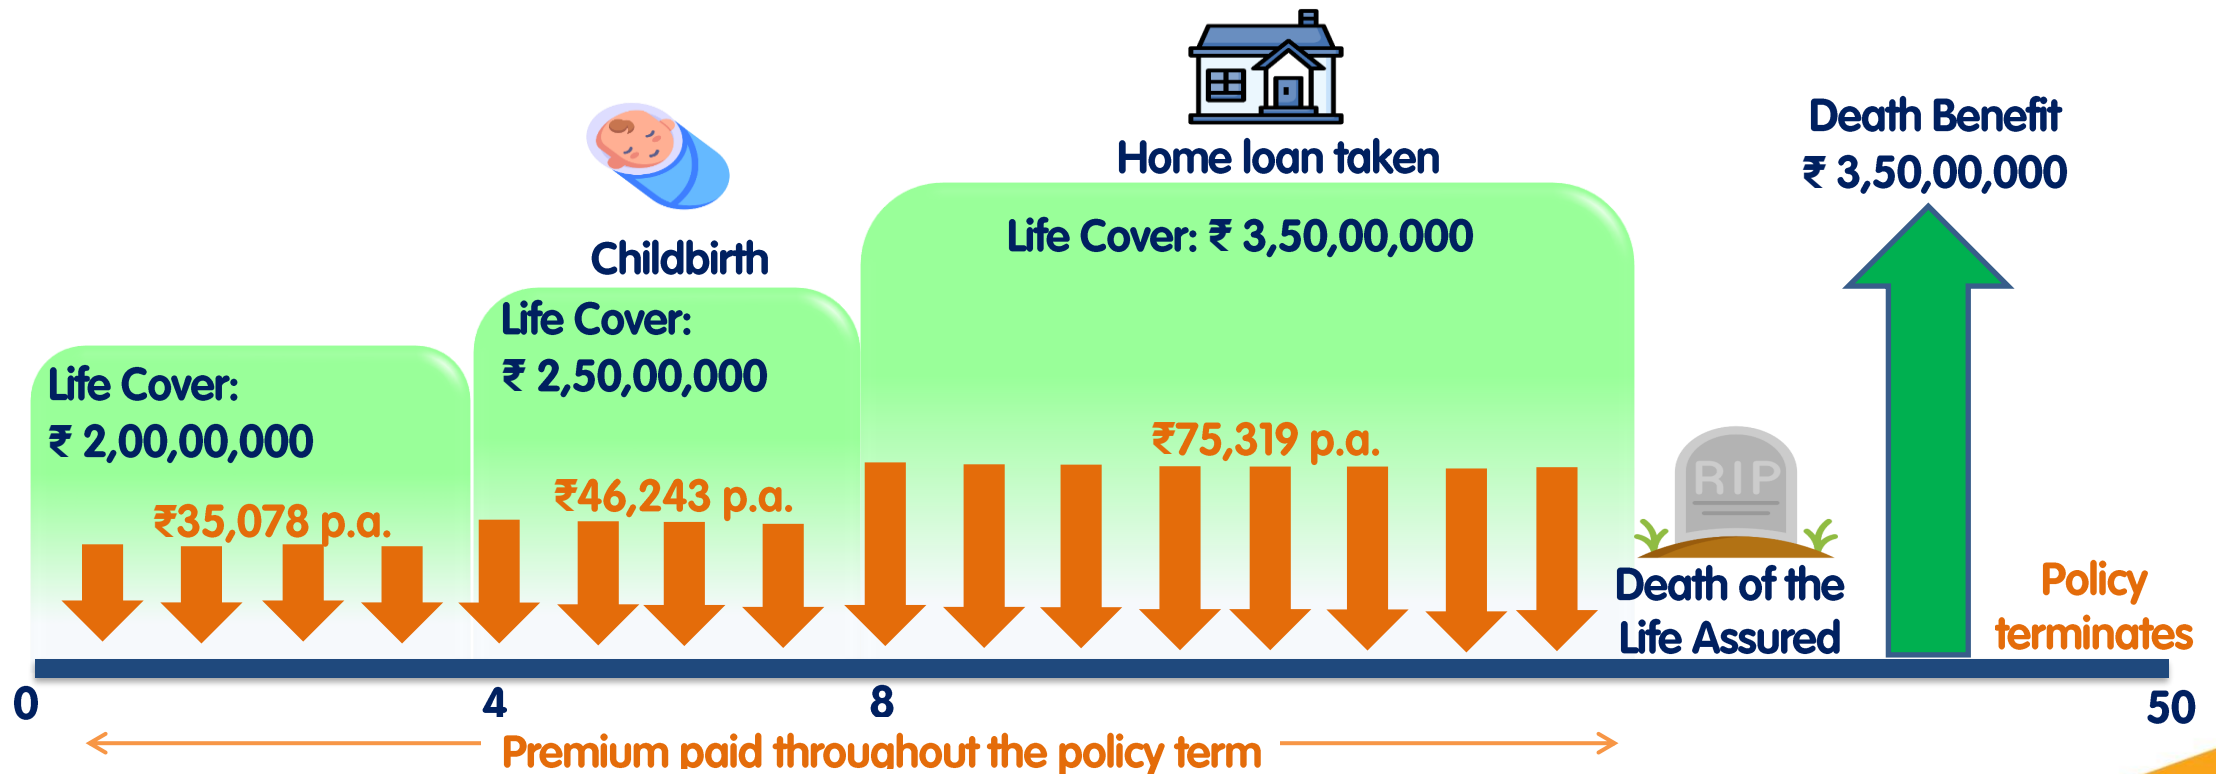 Home loan taken
Death Benefit
₹ 3,50,00,000
Life Cover: ₹ 3,50,00,000
Childbirth
Life Cover:
₹ 2,50,00,000
Life Cover:
₹ 2,00,00,000
₹75,319 p.a.
₹46,243 p.a.
₹35,078 p.a.
RIP
Death of the
Life Assured
Policy
terminates
0
4
8
50
Premium paid throughout the policy term